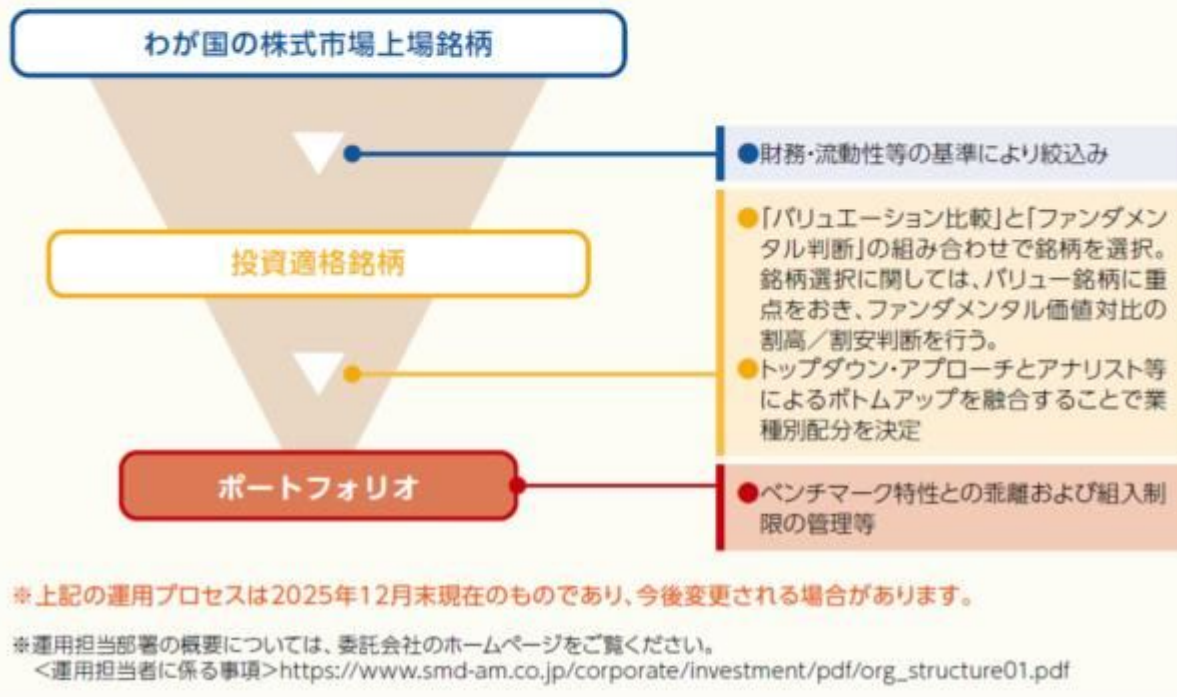 わが国の株式市場上場銘柄
●財務・流動性等の基準により絞込み
投資適格銘柄
●「バリュエーション比較」と「ファンダメン
タル判断」の組み合わせで銘柄を選択。
銘柄選択に関しては、バリュー銘柄に重
点をおき、ファンダメンタル価値対比の
割高／割安判断を行う。
●トップダウン・アプローチとアナリスト等
によるボトムアップを融合することで業
種別配分を決定
ポートフォリオ
●ベンチマーク特性との乖離および組入制
限の管理等
※上記の運用プロセスは2025年12月末現在のものであり、今後変更される場合があります。
※運用担当部署の概要については、委託会社のホームページをご覧ください。
＜運用担当者に係る事項＞https://www.smd-am.co.jp/corporate/investment/pdf/org_structure01.pdf